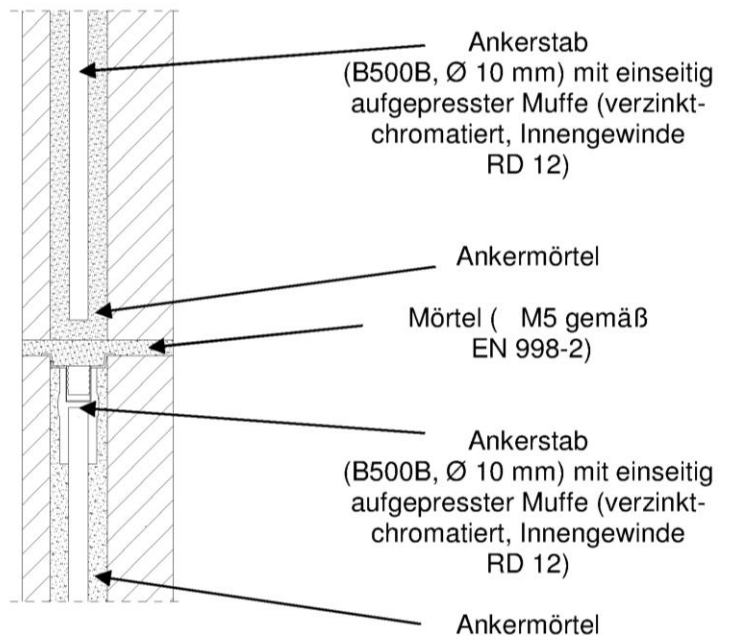 Ankerstab
(B500B, Ø 10 mm) mit einseitig
aufgepresster Muffe (verzinkt-
chromatiert, Innengewinde
RD 12)
Ankermörtel
Mörtel ( M5 gemäß
EN 998-2)
Ankerstab
(B500B, Ø 10 mm) mit einseitig
aufgepresster Muffe (verzinkt-
chromatiert, Innengewinde
RD 12)
Ankermörtel